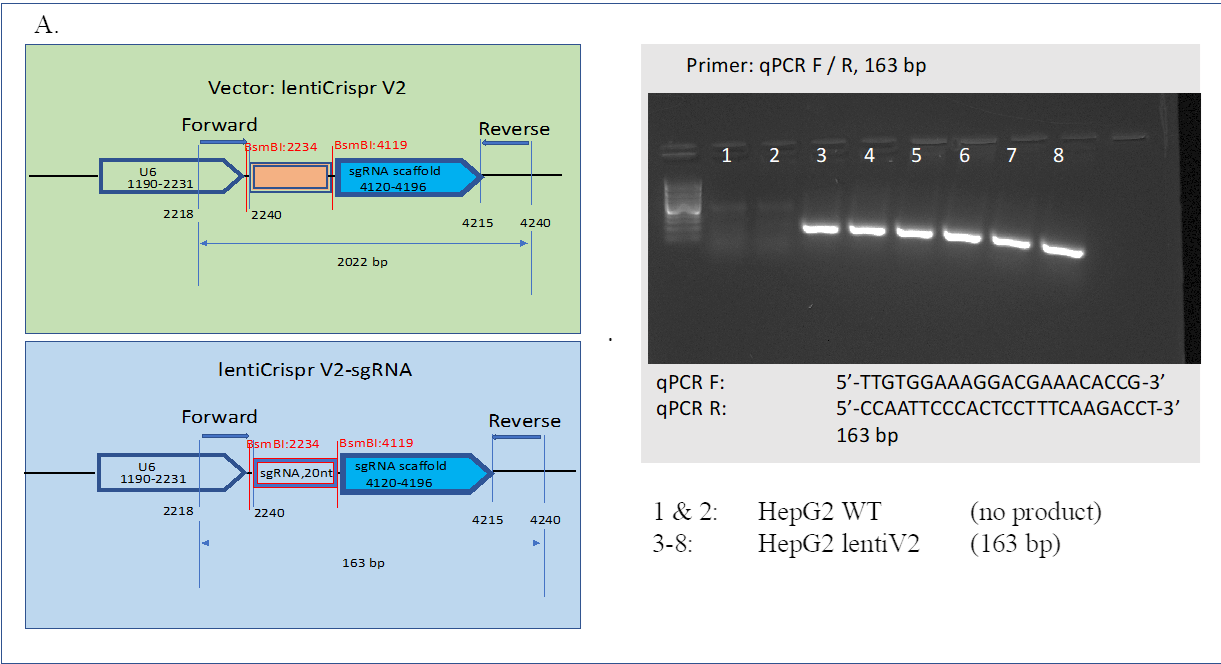 A.
Vector: lentiCrispr V2
Forward
Reverse
BsmBI:2234
BsmBI:4119
U6
1190-2231
sgRNA scaffold
4120-4196
2218
2240
4215
4240
2022 bp
lentiCrispr V2-sgRNA
Forward
Reverse
BsmBI:2234
BsmBI:4119
U6
1190-2231
sgRNA,20nt
sgRNA scaffold
4120-4196
2218
2240
4215
4240
163 bp
.
Primer: qPCR F / R, 163 bp
1 2 3 4 5 6 7 8
qPCR F: 5’-TTGTGGAAAGGACGAAACACCG-3’
qPCR R: 5’-CCAATTCCCACTCCTTTCAAGACCT-3’
163 bp
1 & 2: HepG2 WT (no product)
3-8: HepG2 lentiV2 (163 bp)